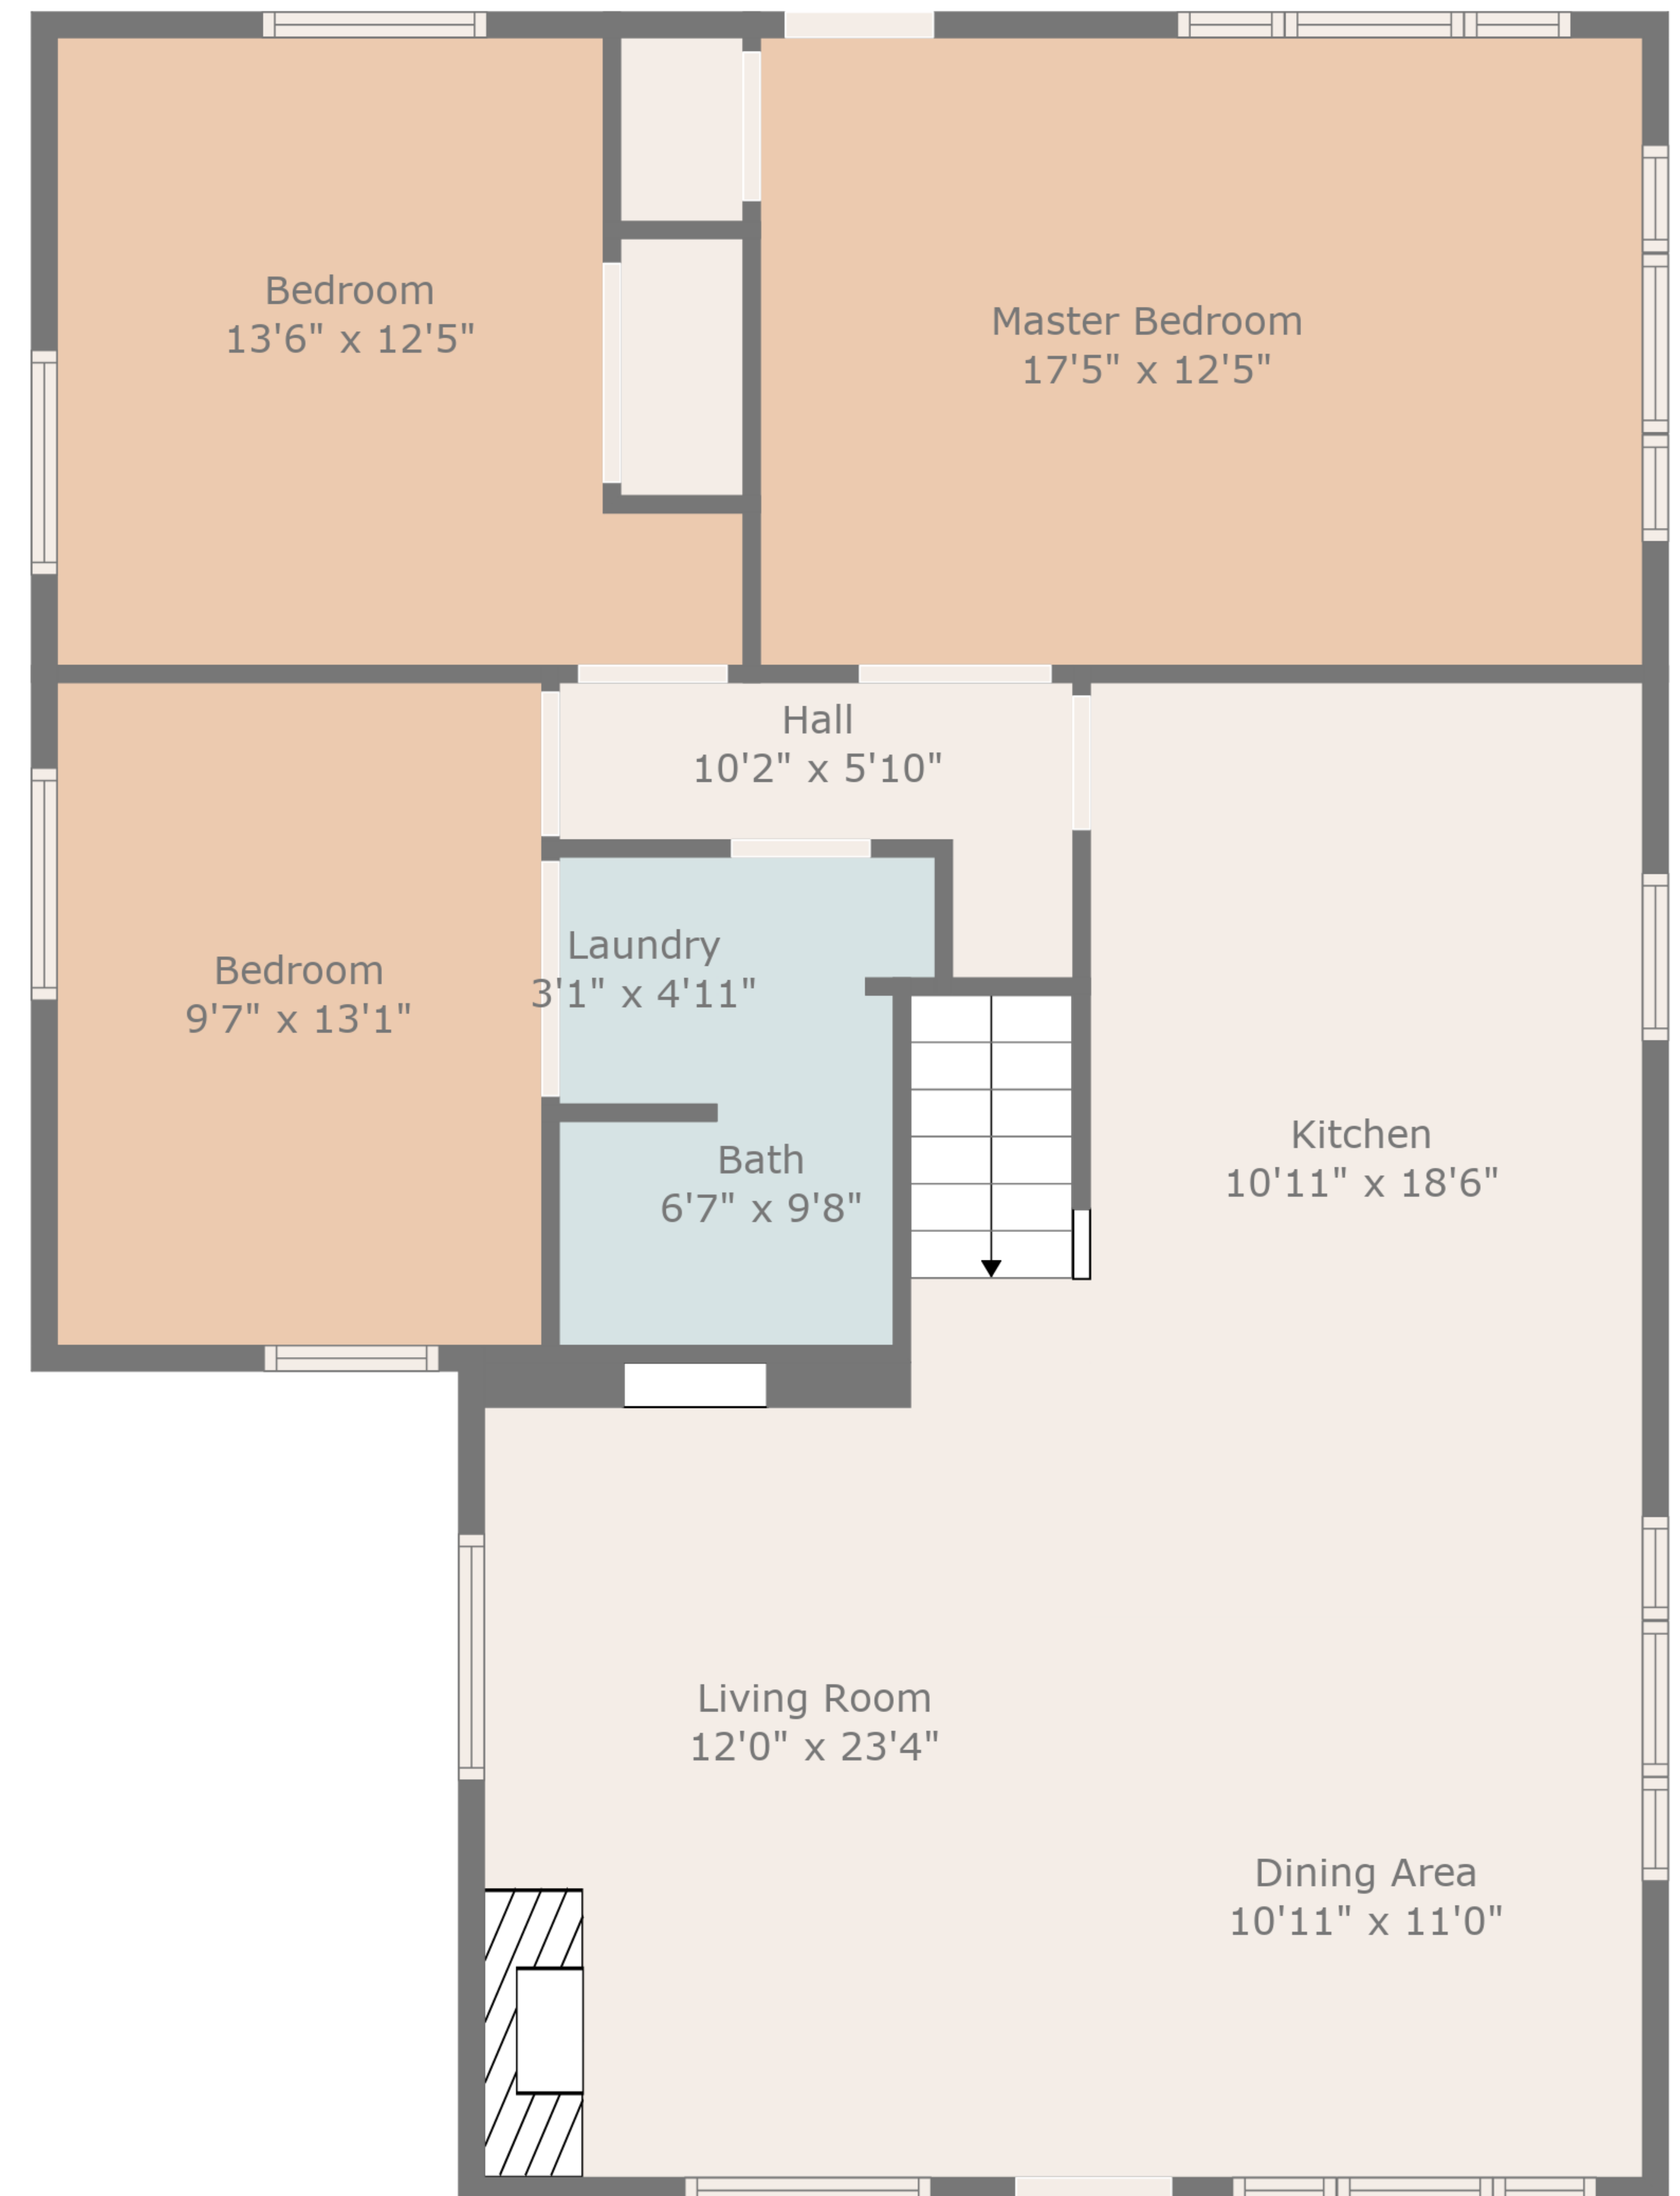 Bedroom
13'6" x 12'5"
Master Bedroom
17'5" x 12'5"
Hall
10'2" x 5'10"
Laundry
3'1" x 4'11"
Bedroom
9'7" x 13'1"
Bath
6'7" x 9'8"
Kitchen
10'11" x 18'6"
Living Room
12'0" x 23'4"
Dining Area
10'11" x 11'0"